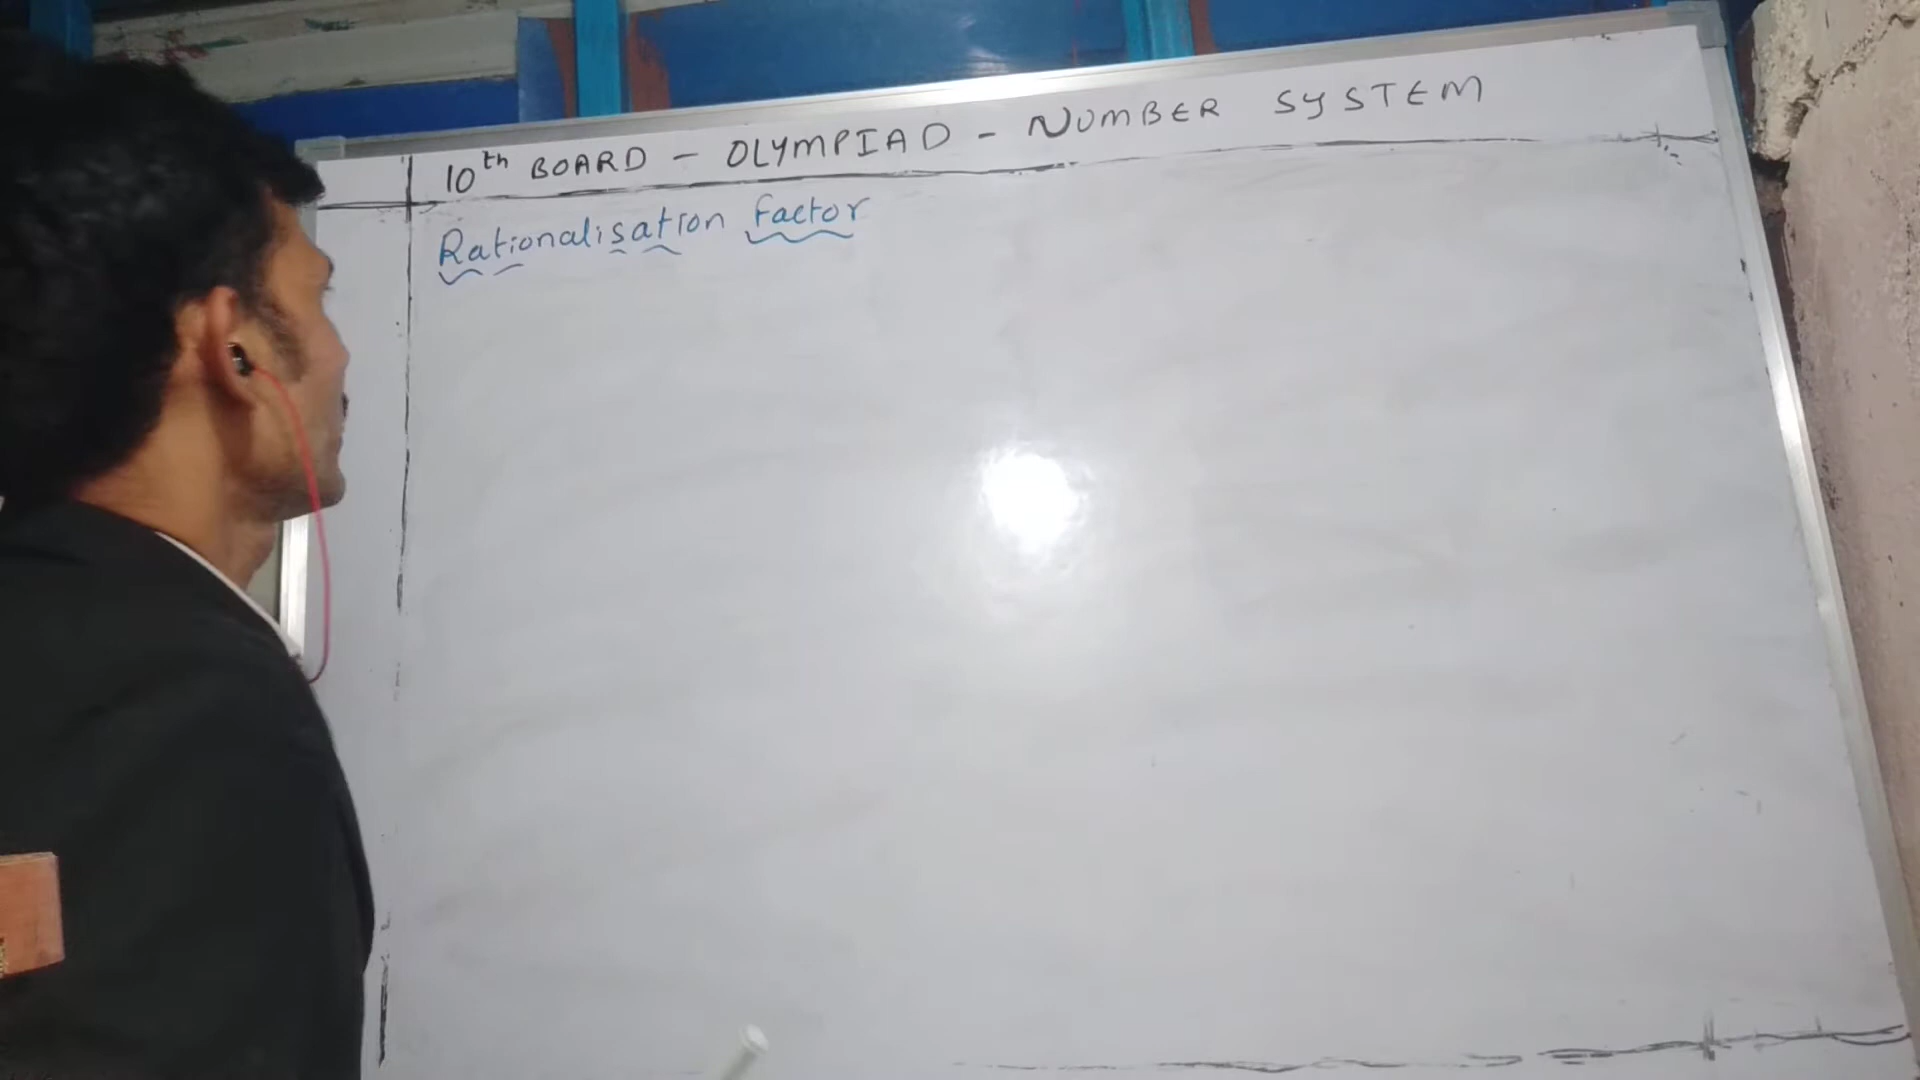 10th BOARD - OLYMPIAD - NUMBER SYSTEM
Rationalisation factor